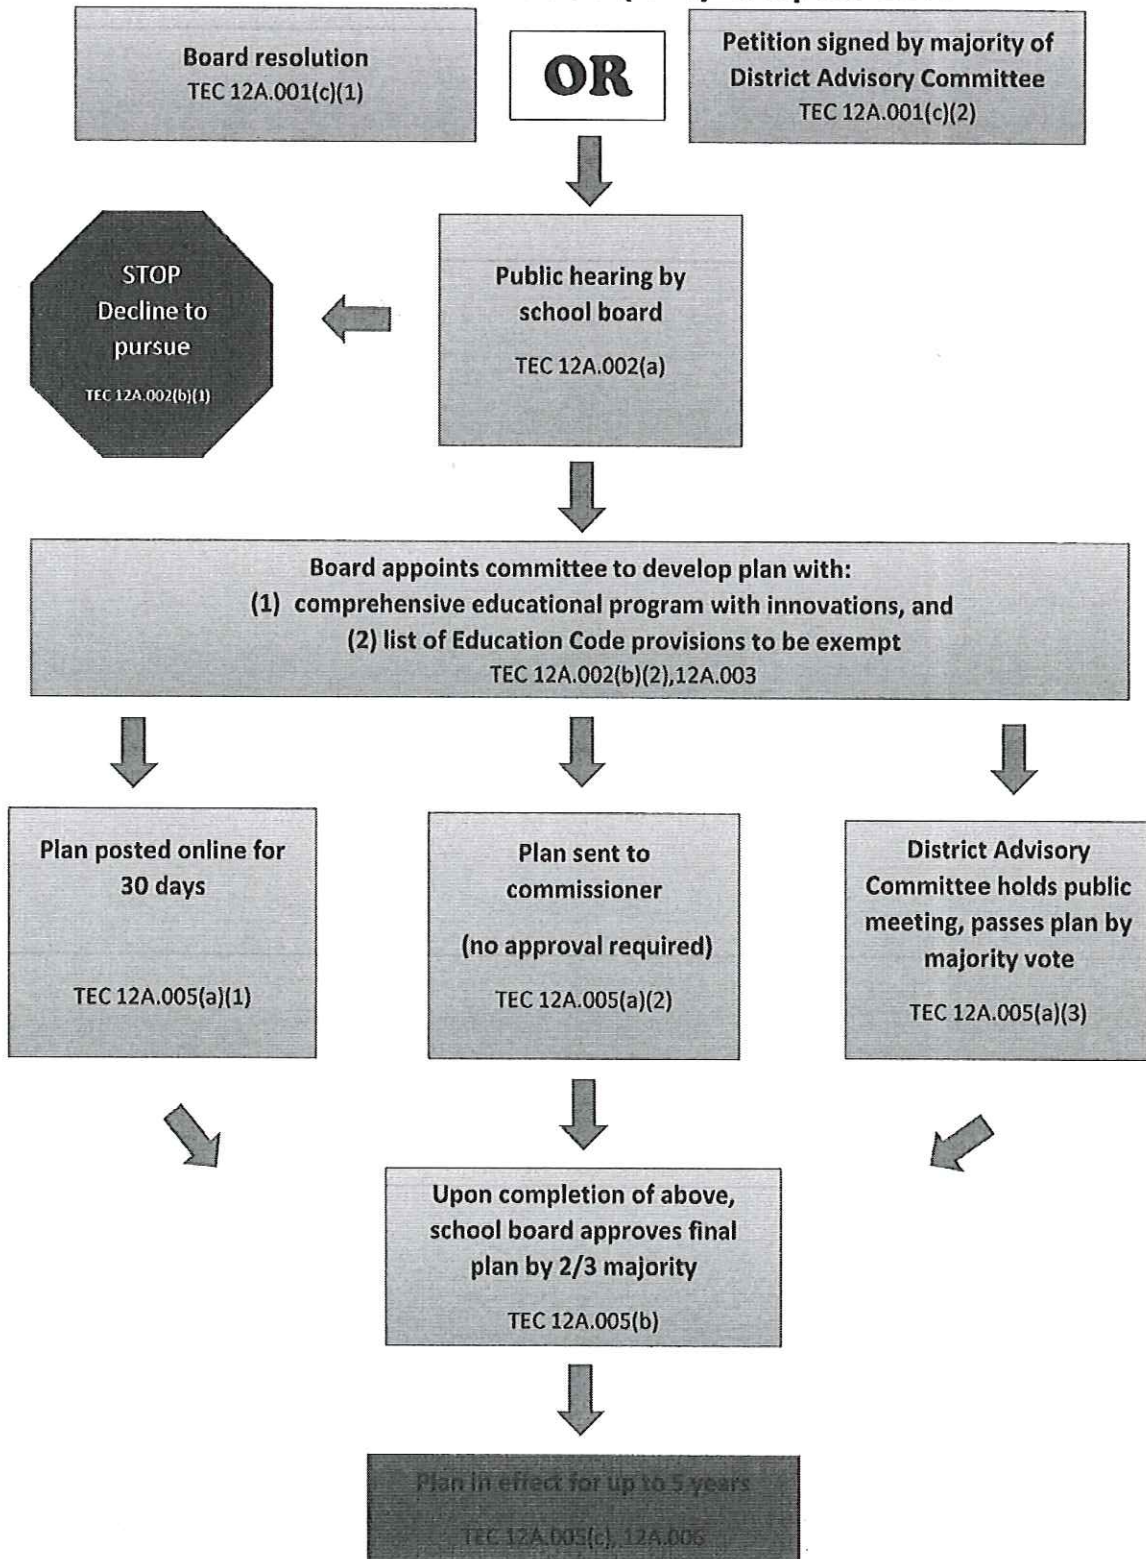 Board resolution
TEC 12A.001(c)(1)
OR
Petition signed by majority of
District Advisory Committee
TEC 12A.001(c)(2)
STOP
Decline to
pursue
TEC 12A.002(b)(1)
Public hearing by
school board
TEC 12A.002(a)
Board appoints committee to develop plan with:
(1) comprehensive educational program with innovations, and
(2) list of Education Code provisions to be exempt
TEC 12A.002(b)(2),12A.003
Plan posted online for
30 days
TEC 12A.005(a)(1)
Plan sent to
commissioner
(no approval required)
TEC 12A.005(a)(2)
District Advisory
Committee holds public
meeting, passes plan by
majority vote
TEC 12A.005(a)(3)
Upon completion of above,
school board approves final
plan by 2/3 majority
TEC 12A.005(b)
Plan in effect for up to 5 years
TEC 12A.005(c), 12A.006